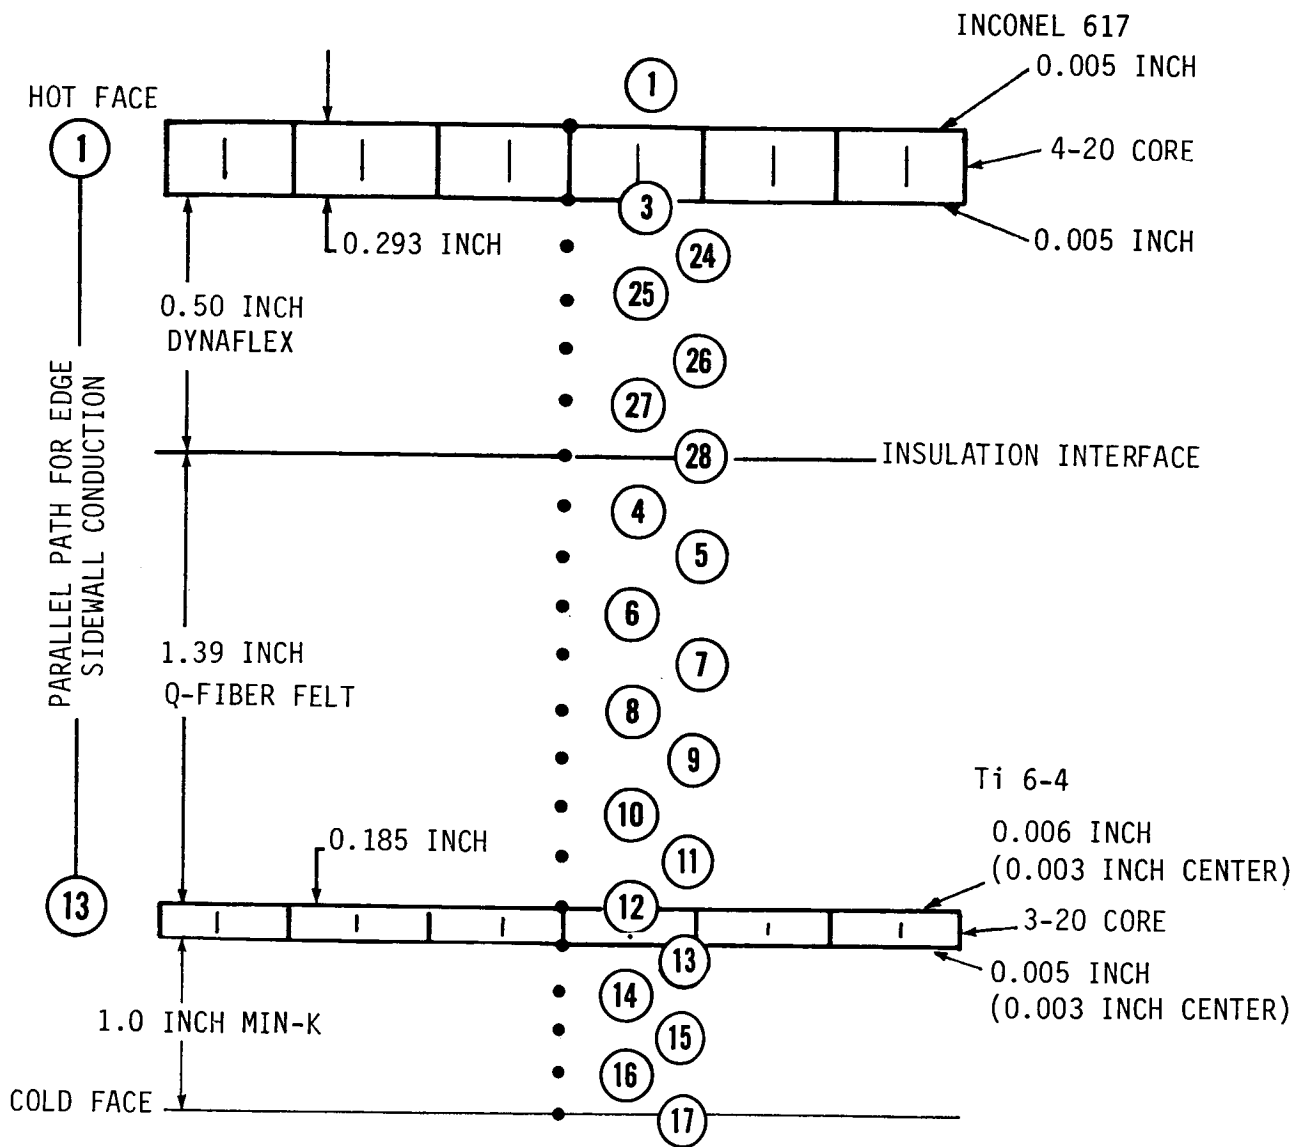 INCONEL 617
0.005 INCH
1
HOT FACE
1
4-20 CORE
3
0.005 INCH
0.293 INCH
24
25
0.50 INCH
DYNAFLEX
26
27
28
INSULATION INTERFACE
PARALLEL PATH FOR EDGE
SIDEWALL CONDUCTION
4
5
6
1.39 INCH
Q-FIBER FELT
7
8
9
Ti 6-4
10
0.006 INCH
(0.003 INCH CENTER)
0.185 INCH
11
13
12
3-20 CORE
13
0.005 INCH
(0.003 INCH CENTER)
14
1.0 INCH MIN-K
15
16
COLD FACE
17